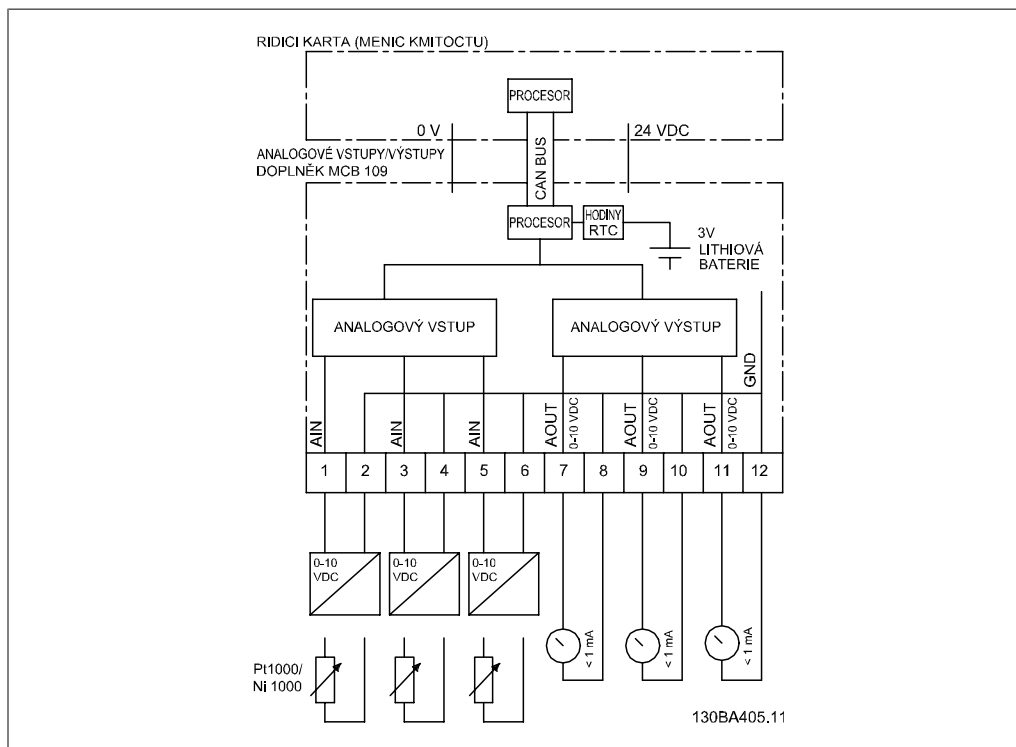 RIDICI KARTA (MENIC KMITOCTU)
PROCESOR
0 V
24 VDC
CAN BUS
ANALOGOVÉ VSTUPY/VÝSTUPY
DOPLNĚK MCB 109
PROCESOR
HODINY
RTC
3V
LITHIOVÁ
BATERIE
ANALOGOVÝ VSTUP
ANALOGOVÝ VÝSTUP
GND
AIN
AIN
AIN
AOUT
0-10 VDC
AOUT
0-10 VDC
AOUT
0-10 VDC
1 2 3 4 5 6 7 8 9 10 11 12
0-10
VDC
0-10
VDC
0-10
VDC
< 1 mA
< 1 mA
< 1 mA
Pt1000/
Ni 1000
130BA405.11